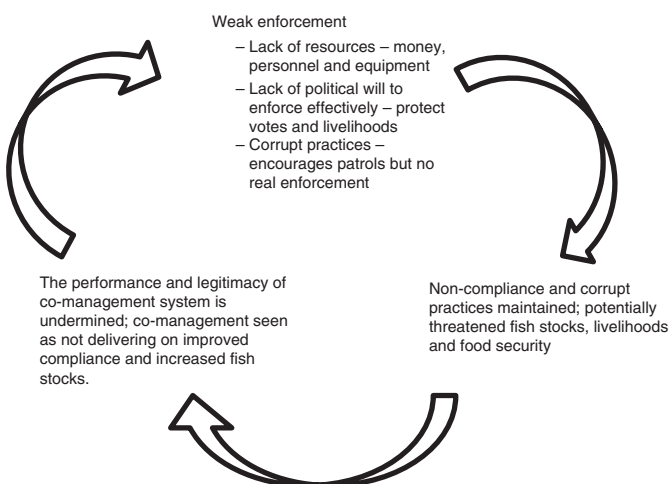 Weak enforcement
– Lack of resources – money,
personnel and equipment
– Lack of political will to
enforce effectively – protect
votes and livelihoods
– Corrupt practices –
encourages patrols but no
real enforcement
Non-compliance and corrupt
practices maintained; potentially
threatened fish stocks, livelihoods
and food security
The performance and legitimacy of
co-management system is
undermined; co-management seen
as not delivering on improved
compliance and increased fish
stocks.